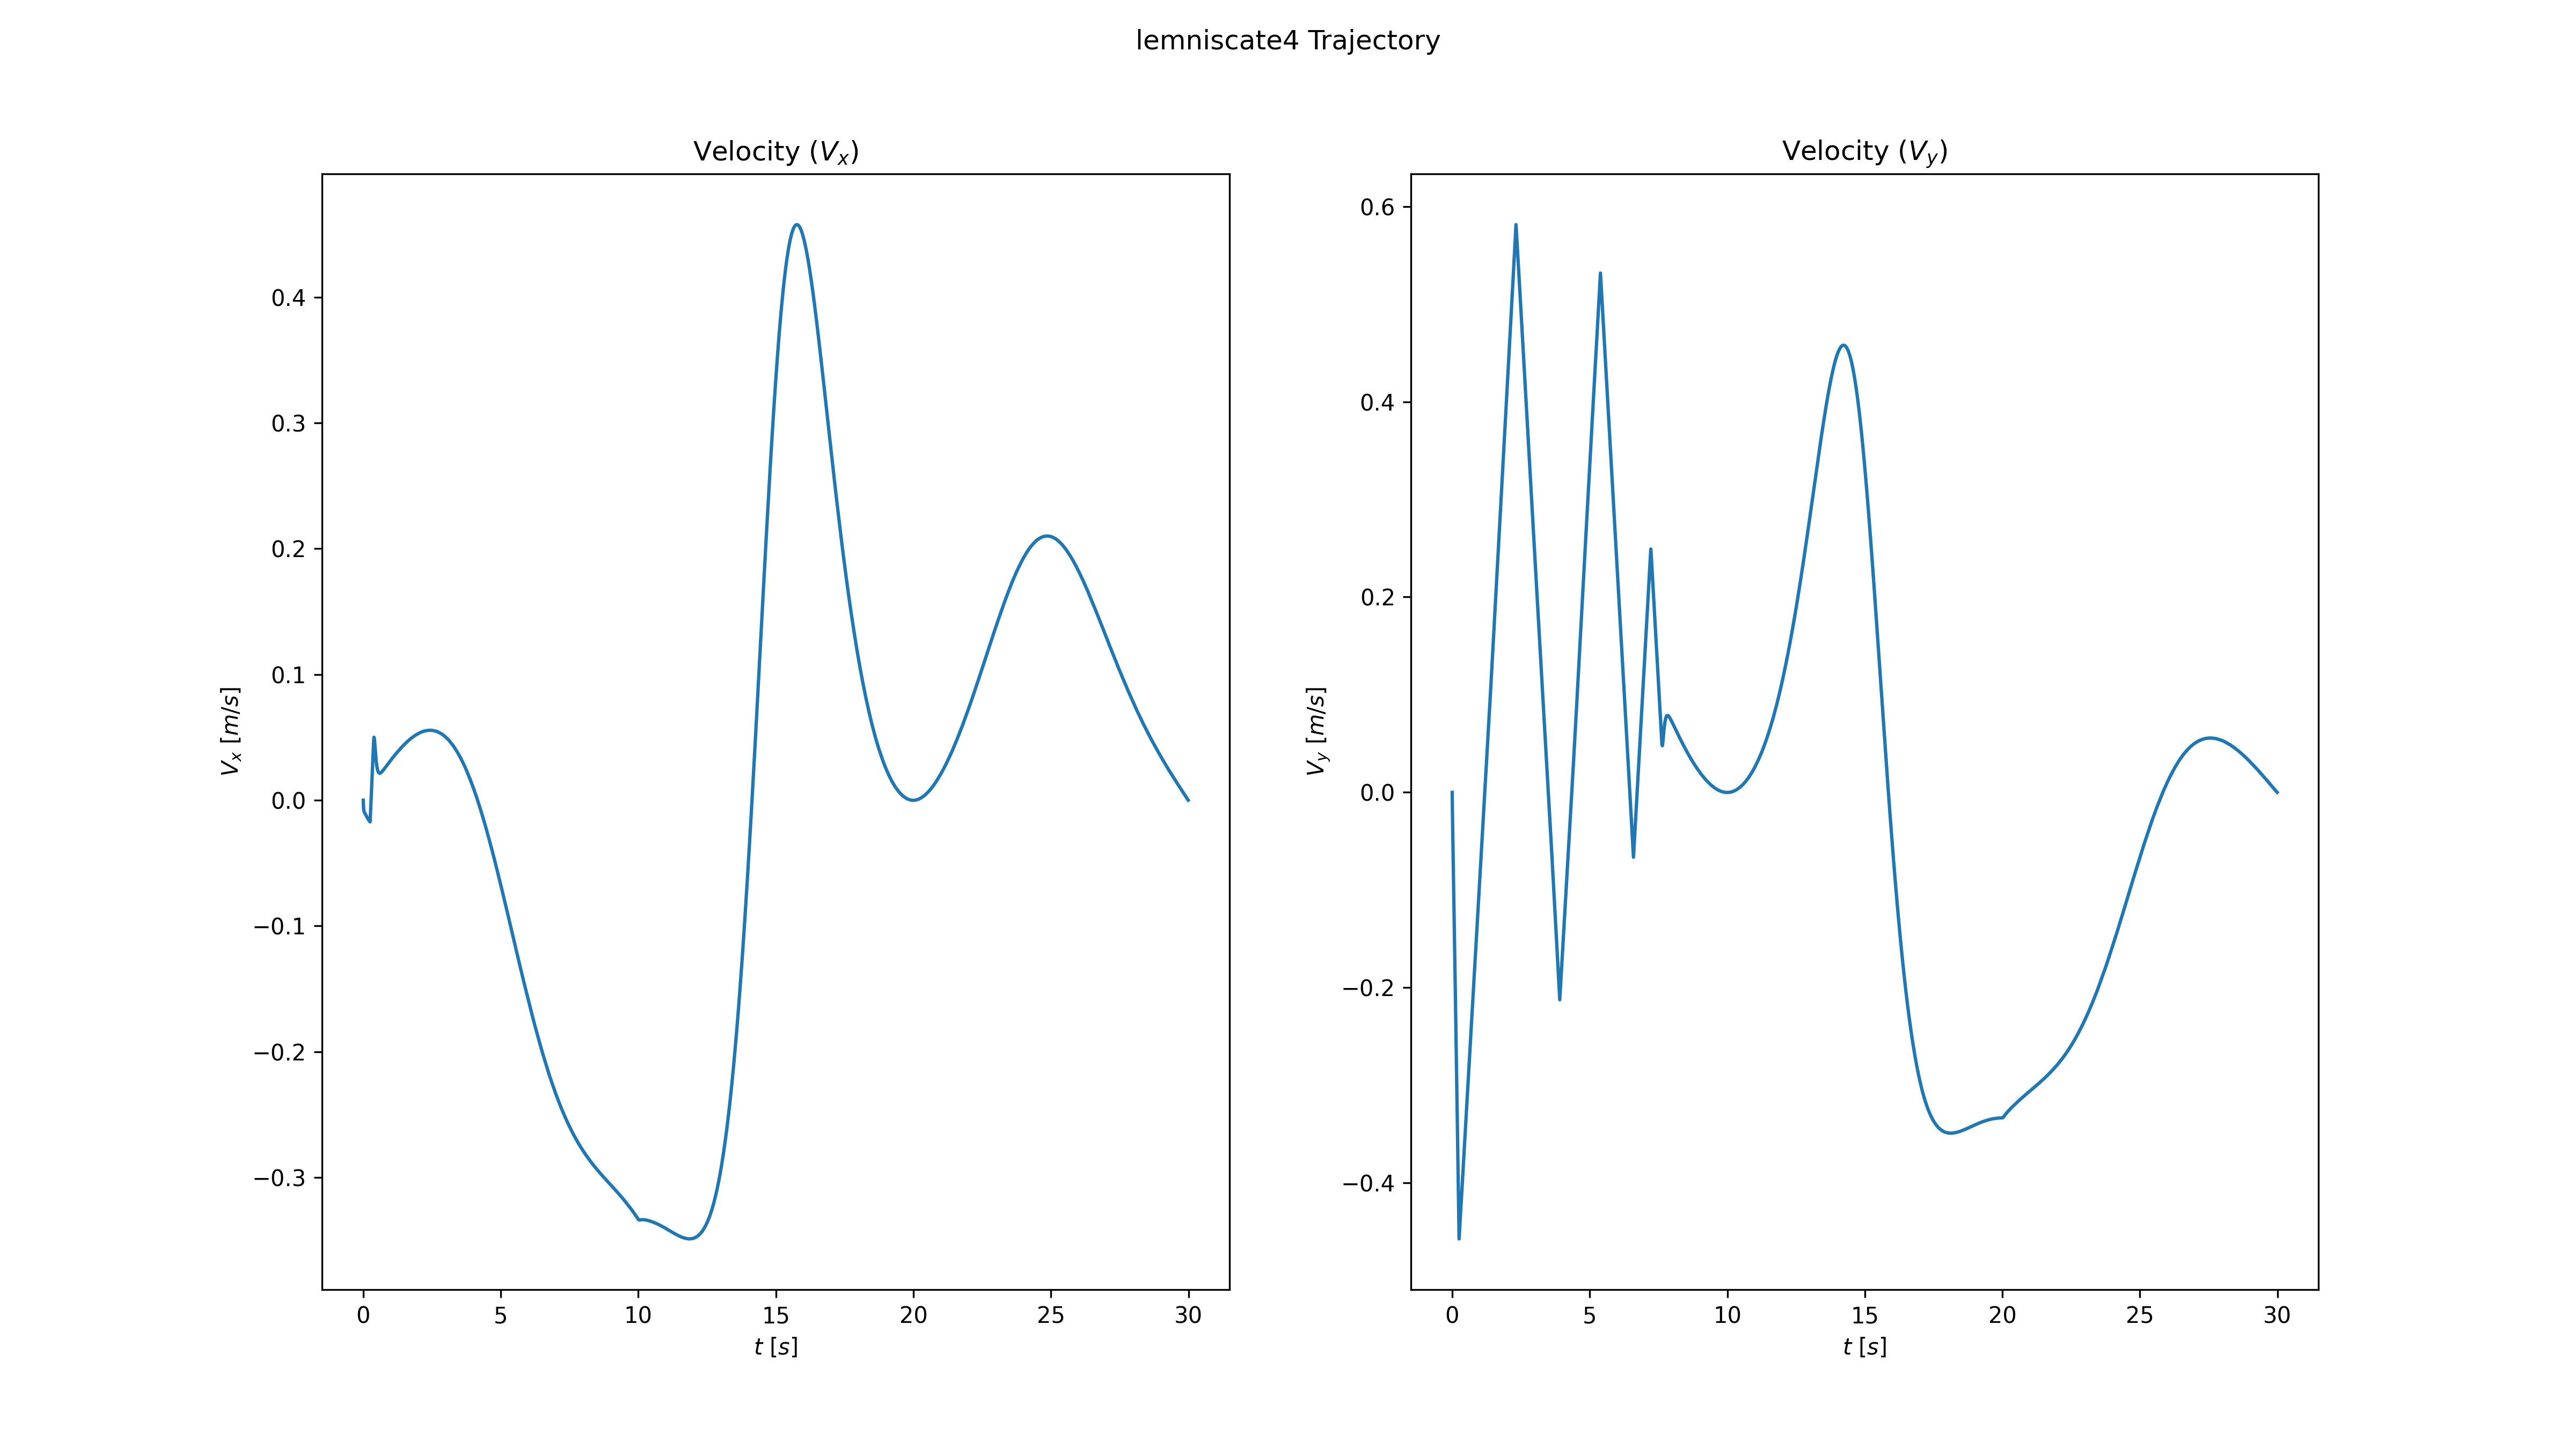 lemniscate4 Trajectory
Velocity (Vₓ)
Vₓ [m/s]
0.4
0.3
0.2
0.1
0.0
−0.1
−0.2
−0.3
0 5 10 15 20 25 30
t [s]
Velocity (V_y)
V_y [m/s]
0.6
0.4
0.2
0.0
−0.2
−0.4
0 5 10 15 20 25 30
t [s]